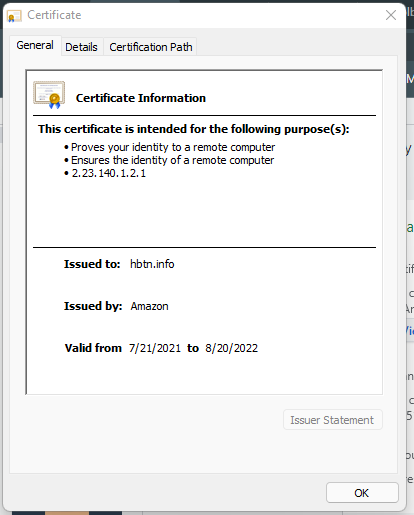 Certificate
General
Details
Certification Path
Certificate Information
This certificate is intended for the following purpose(s):
• Proves your identity to a remote computer
• Ensures the identity of a remote computer
• 2.23.140.1.2.1
Issued to: hbtn.info
Issued by: Amazon
Valid from 7/21/2021 to 8/20/2022
Issuer Statement
OK